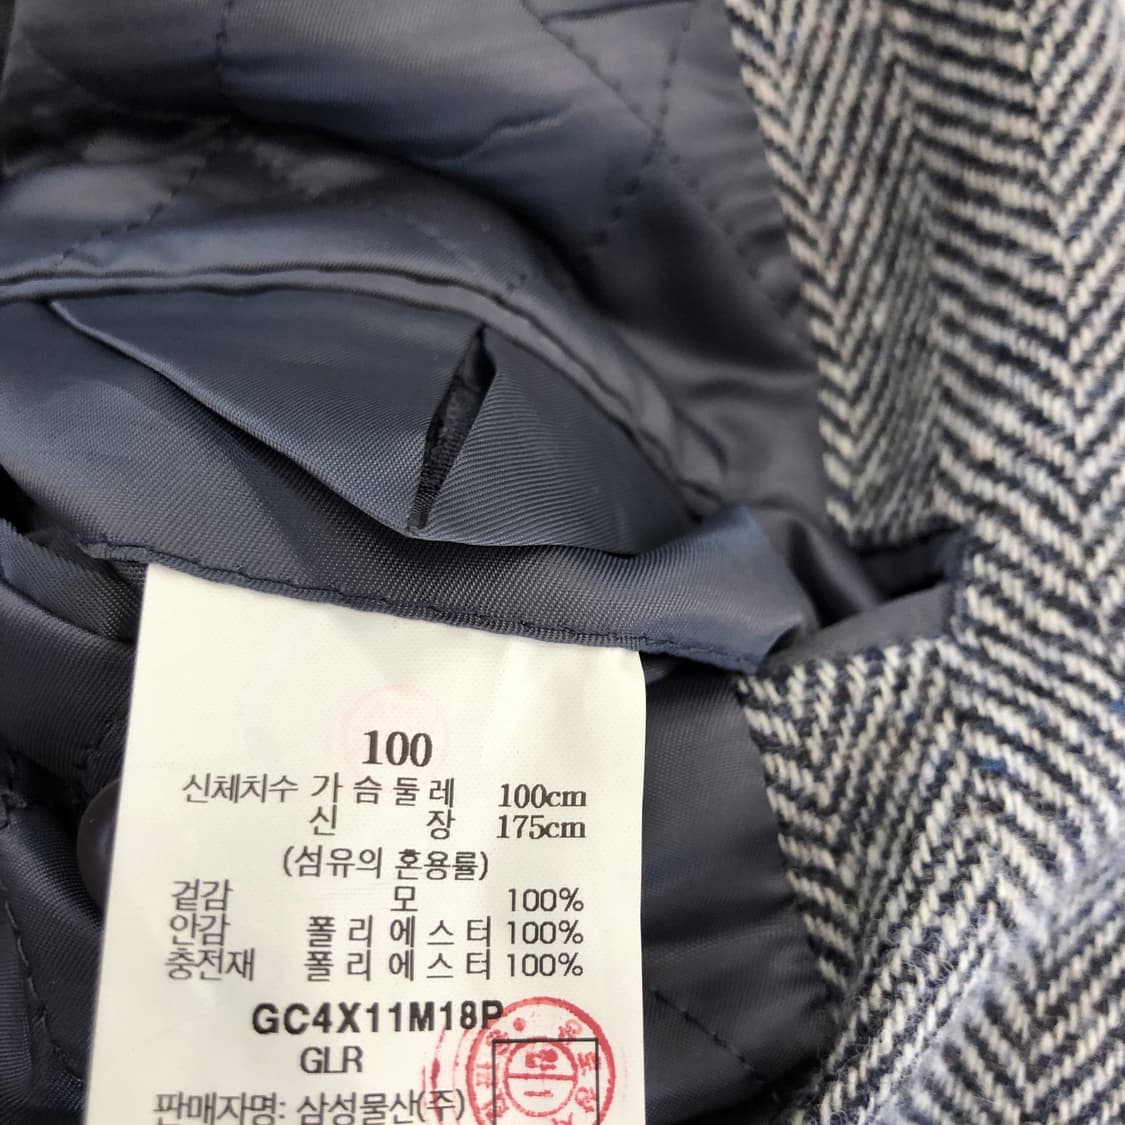 100
신체치수 가슴둘레 100cm
신장 175cm
(섬유의 혼용률)
겉감 모 100%
안감 폴리에스터 100%
충전재 폴리에스터 100%
GC4X11M18P
GLR
판매자명: 삼성물산(주)